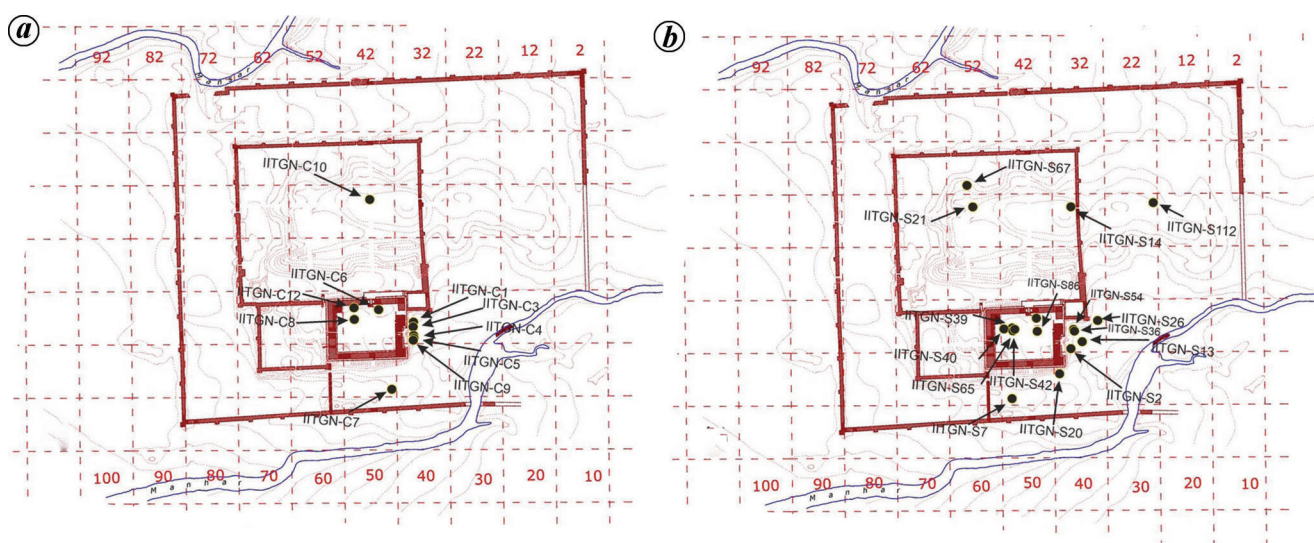 a
92 82 72 62 52 42 32 22 12 2
Mansar
IITGN-C10
IITGN-C6
IITGN-C12
IITGN-C8
IITGN-C1
IITGN-C3
IITGN-C4
IITGN-C5
IITGN-C9
IITGN-C7
100 90 80 70 60 50 40 30 20 10
Manhar
b
92 82 72 62 52 42 32 22 12 2
Mansar
IITGN-S67
IITGN-S21
IITGN-S14
IITGN-S112
IITGN-S86
IITGN-S54
IITGN-S39
IITGN-S26
IITGN-S36
IITGN-S13
IITGN-S40
IITGN-S65
IITGN-S42
IITGN-S2
IITGN-S7
IITGN-S20
100 90 80 70 60 50 40 30 20 10
Manhar